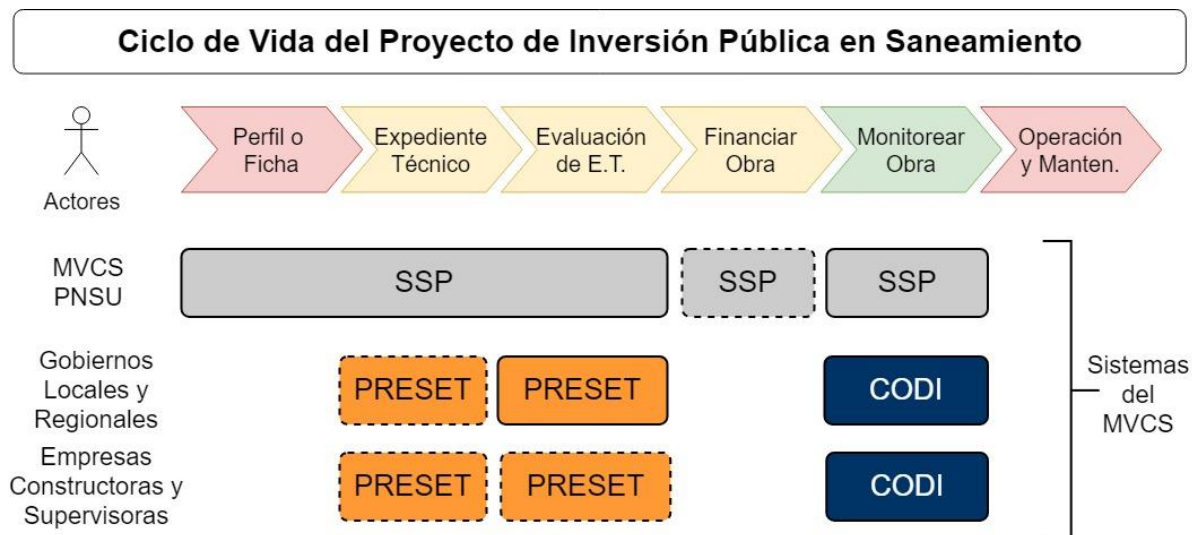 Ciclo de Vida del Proyecto de Inversión Pública en Saneamiento
Actores
Perfil o
Ficha
Expediente
Técnico
Evaluación
de E.T.
Financiar
Obra
Monitorear
Obra
Operación
y Manten.
MVCS
PNSU
SSP
SSP
SSP
Gobiernos
Locales y
Regionales
PRESET
PRESET
CODI
Empresas
Constructoras y
Supervisoras
PRESET
PRESET
CODI
Sistemas
del
MVCS